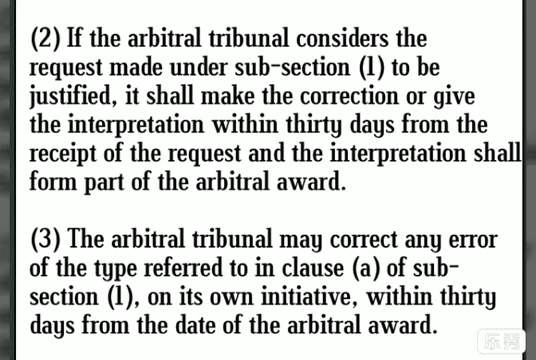 (2) If the arbitral tribunal considers the
request made under sub-section (1) to be
justified, it shall make the correction or give
the interpretation within thirty days from the
receipt of the request and the interpretation shall
form part of the arbitral award.
(3) The arbitral tribunal may correct any error
of the type referred to in clause (a) of sub-
section (1), on its own initiative, within thirty
days from the date of the arbitral award.
乐秀